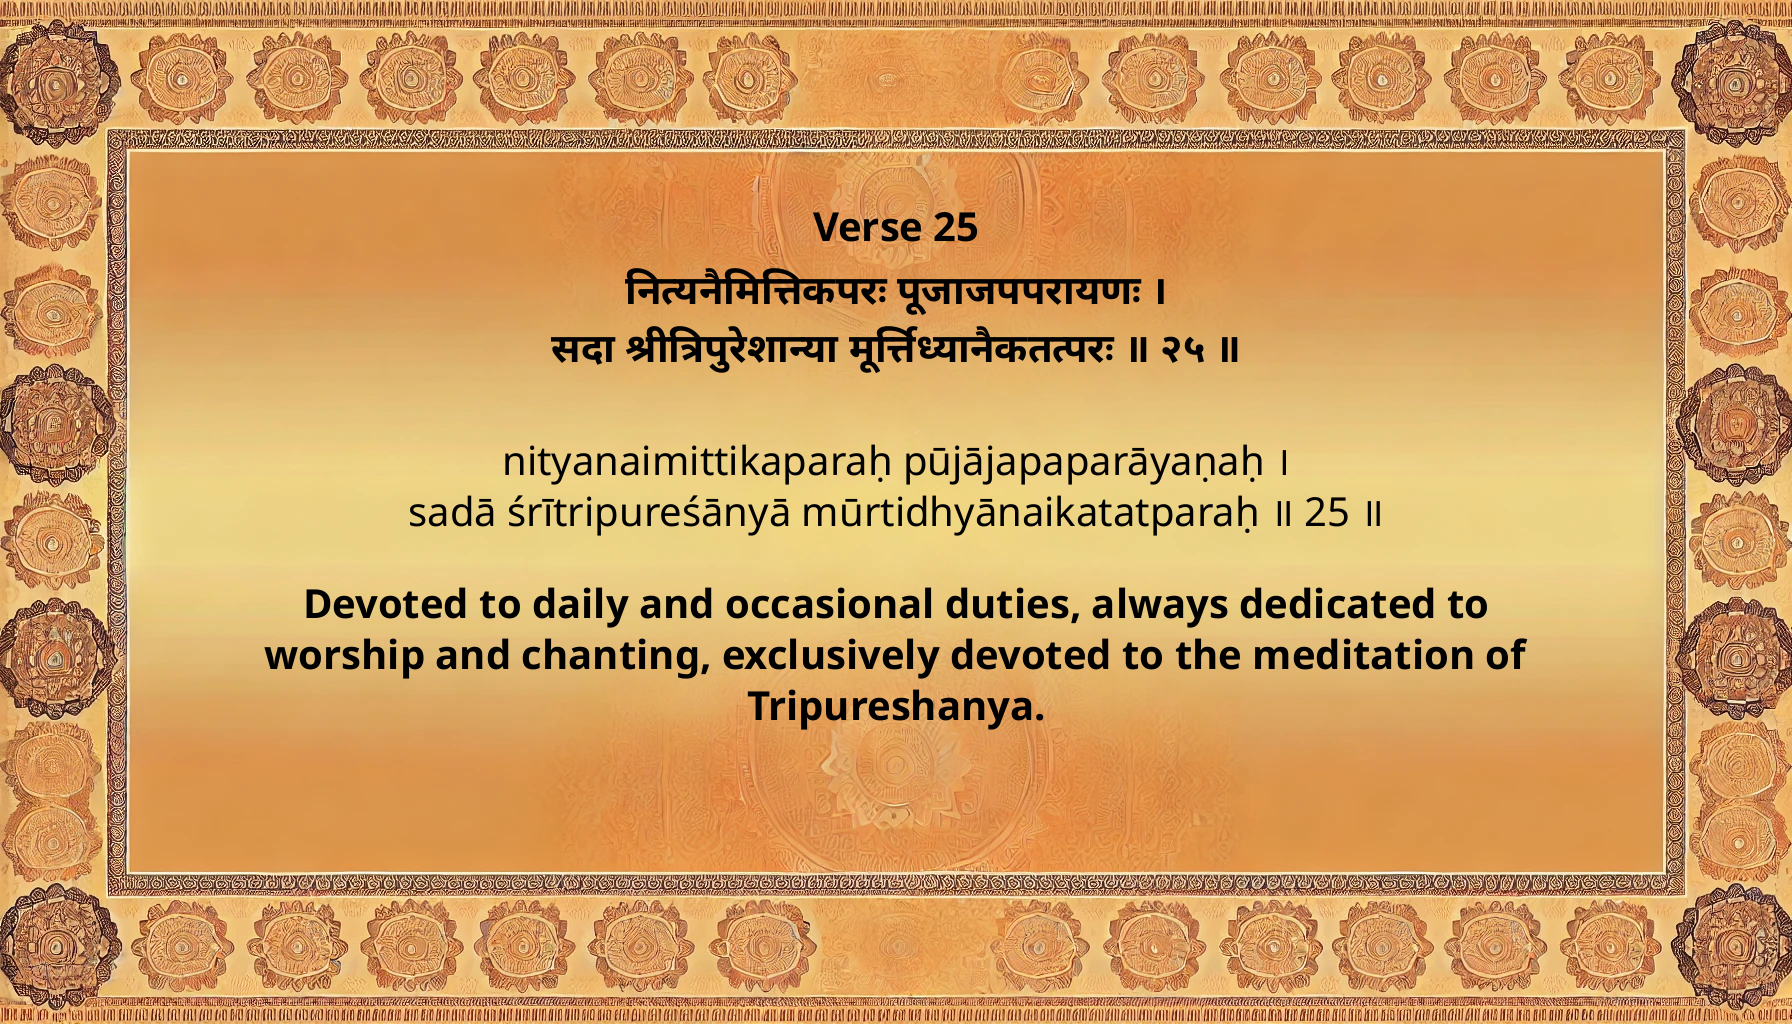 Verse 25
नित्यनैमित्तिकपरः पूजाजपपरायणः ।
सदा श्रीत्रिपुरेशान्या मूर्त्तिध्यानैकतत्परः ॥ २५ ॥
nityanaimittikaparaḥ pūjājapaparāyaṇaḥ ।
sadā śrītripureśānyā mūrtidhyānaikatatparaḥ ॥ 25 ॥
Devoted to daily and occasional duties, always dedicated to
worship and chanting, exclusively devoted to the meditation of
Tripureshanya.